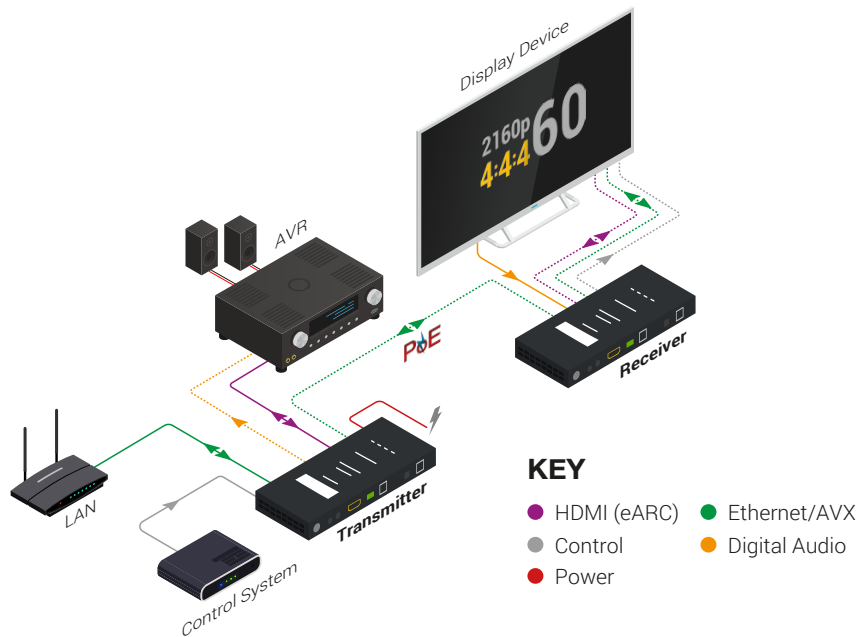 Display Device
2160p
60
4:4:4
AVR
PoE
Receiver
LAN
Transmitter
Control System
KEY
HDMI (eARC)
Ethernet/AVX
Control
Digital Audio
Power